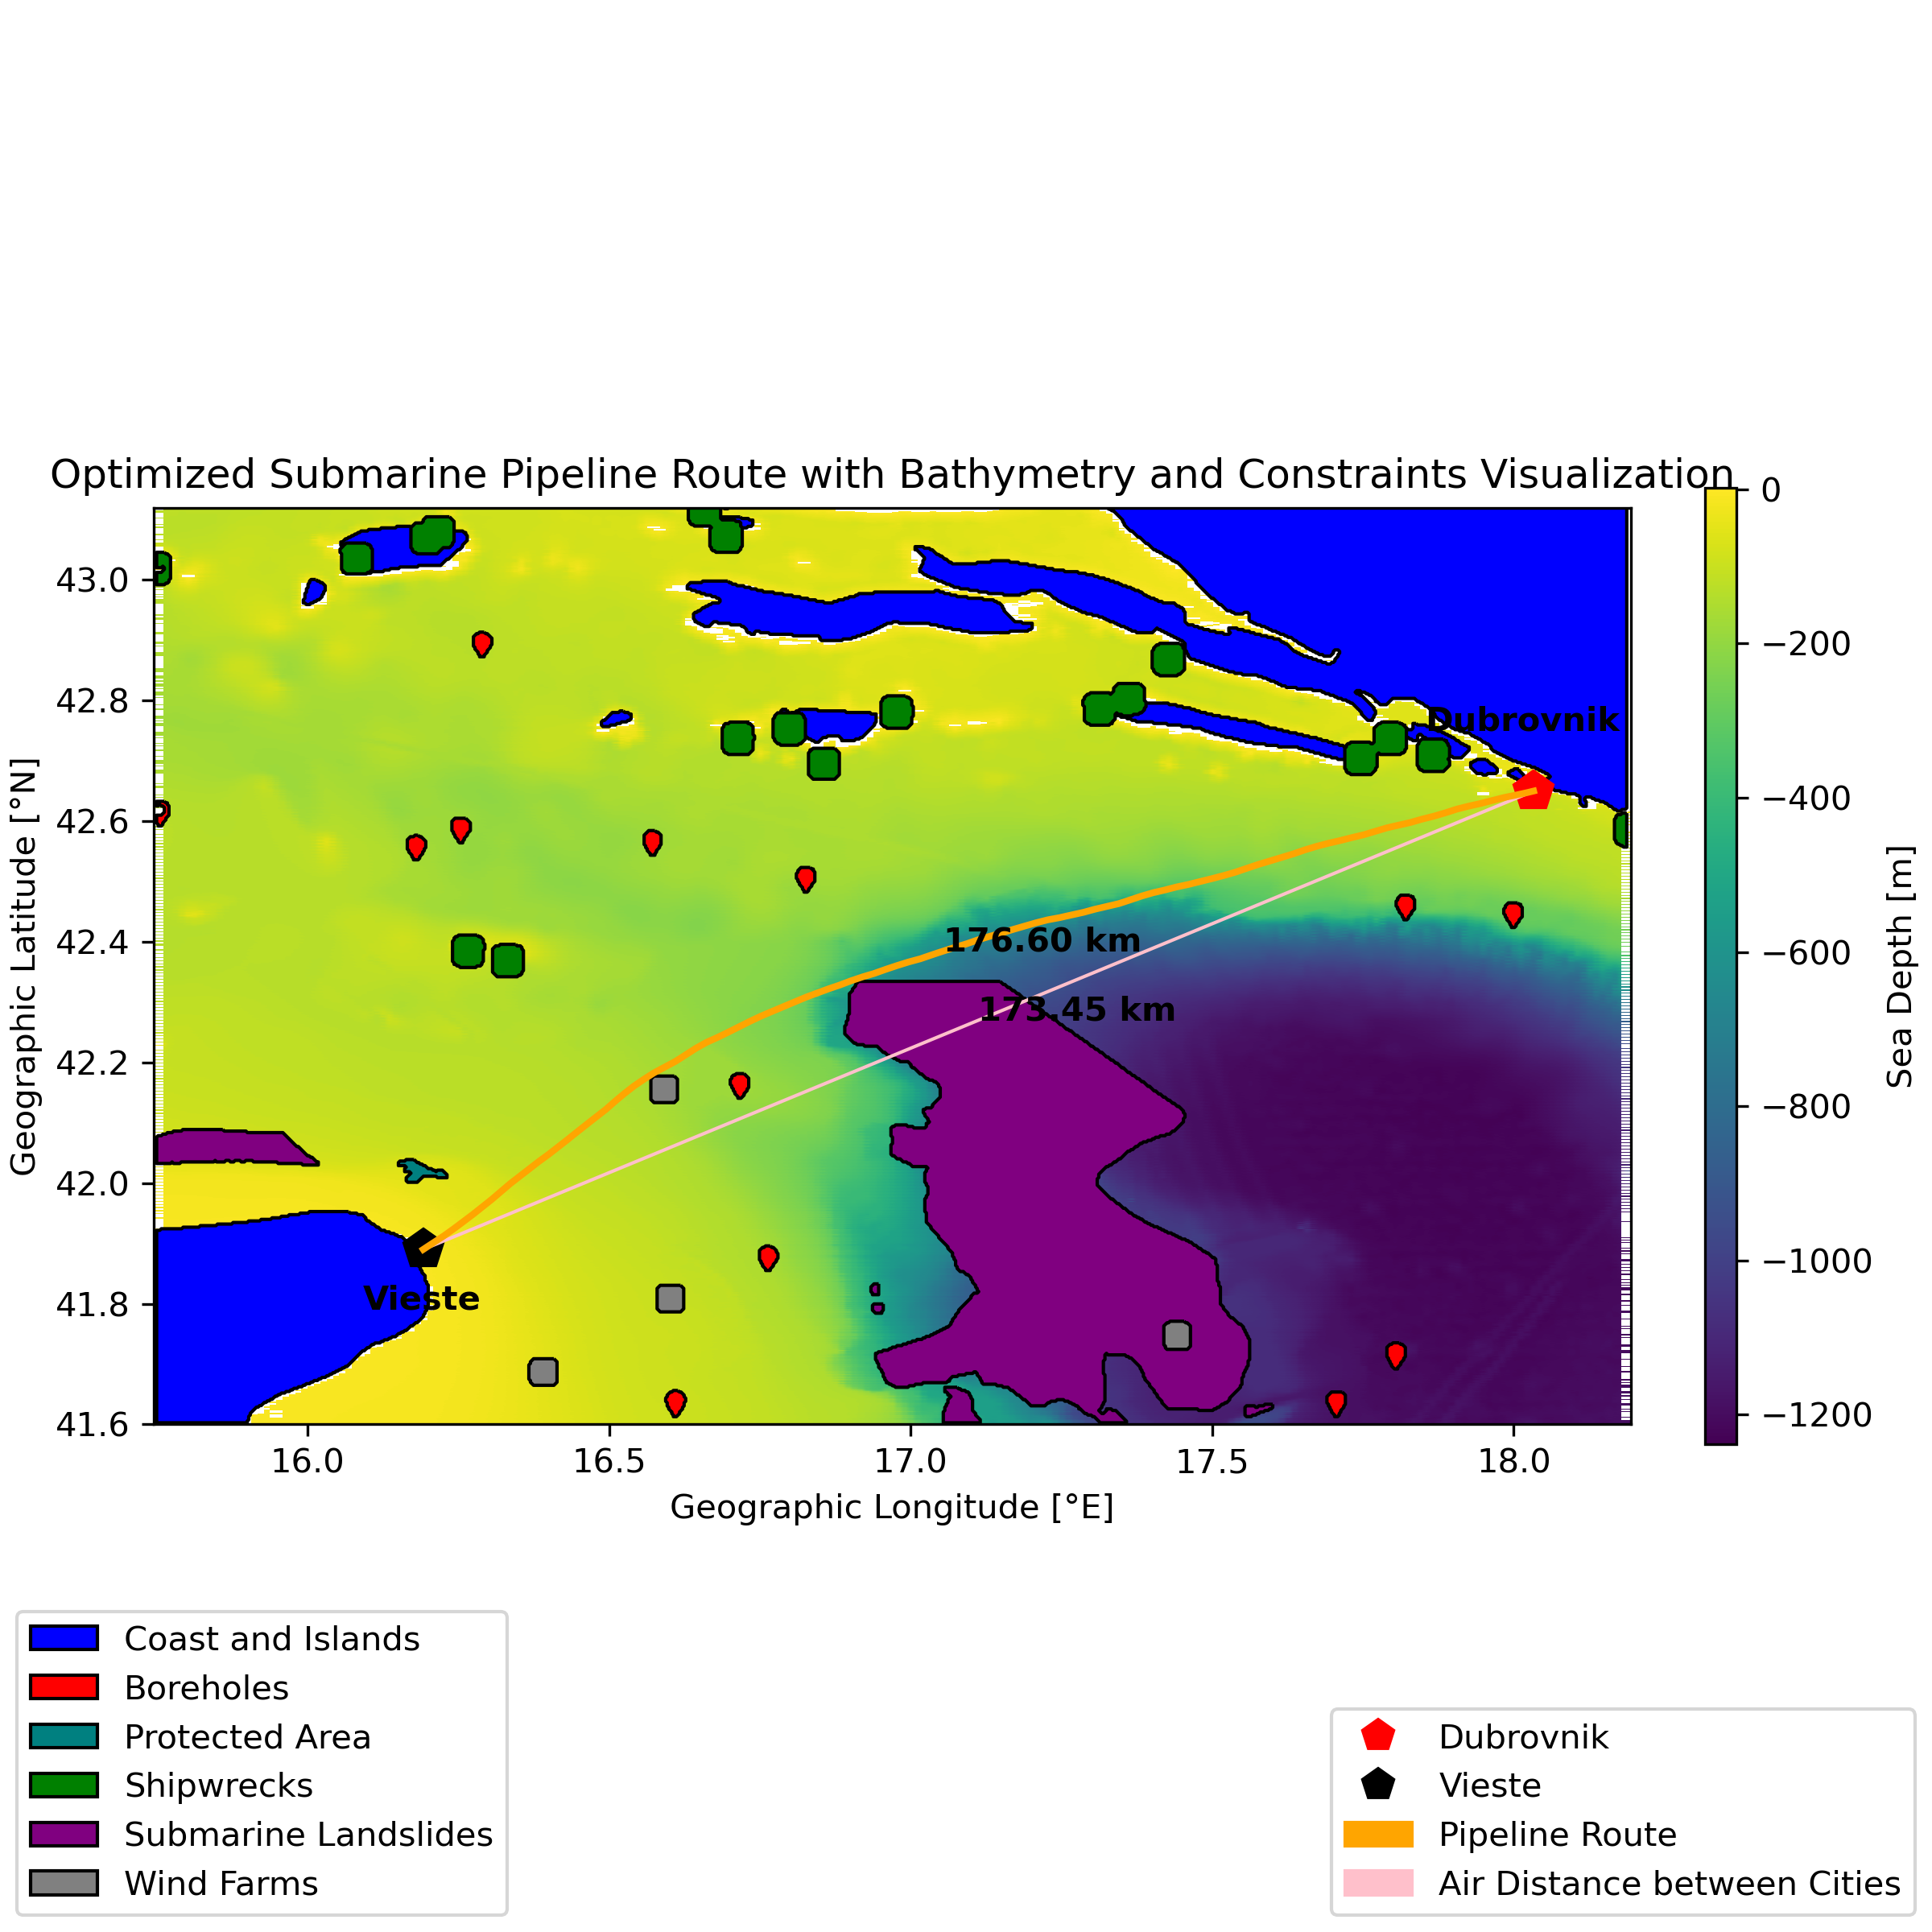 Optimized Submarine Pipeline Route with Bathymetry and Constraints Visualization
43.0
42.8
42.6
42.4
42.2
42.0
41.8
41.6
Geographic Latitude [°N]
Dubrovnik
176.60 km
173.45 km
Vieste
16.0
16.5
17.0
17.5
18.0
Geographic Longitude [°E]
0
−200
−400
−600
−800
−1000
−1200
Sea Depth [m]
Coast and Islands
Boreholes
Protected Area
Shipwrecks
Submarine Landslides
Wind Farms
Dubrovnik
Vieste
Pipeline Route
Air Distance between Cities